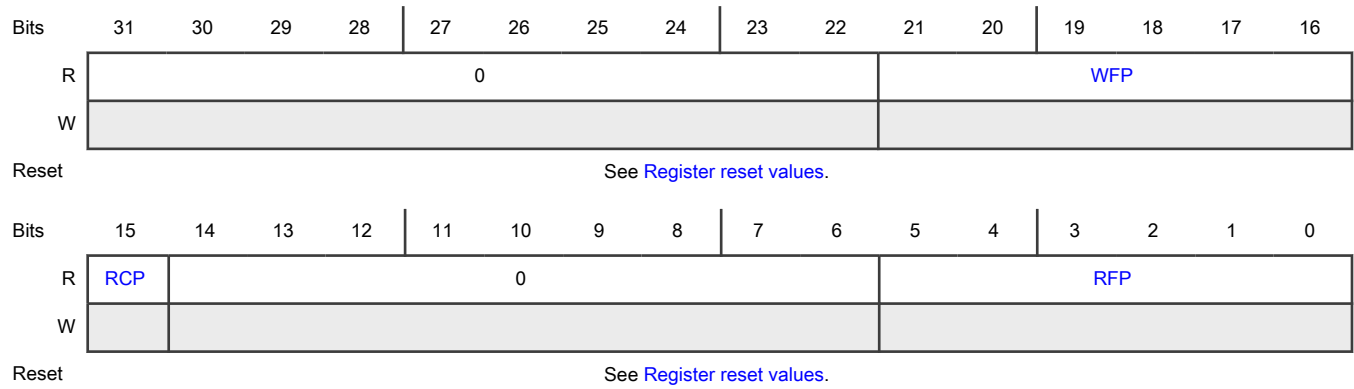 Bits 31 30 29 28 27 26 25 24 23 22 21 20 19 18 17 16
R 0 WFP
W
Reset See Register reset values.
Bits 15 14 13 12 11 10 9 8 7 6 5 4 3 2 1 0
R RCP 0 RFP
W
Reset See Register reset values.